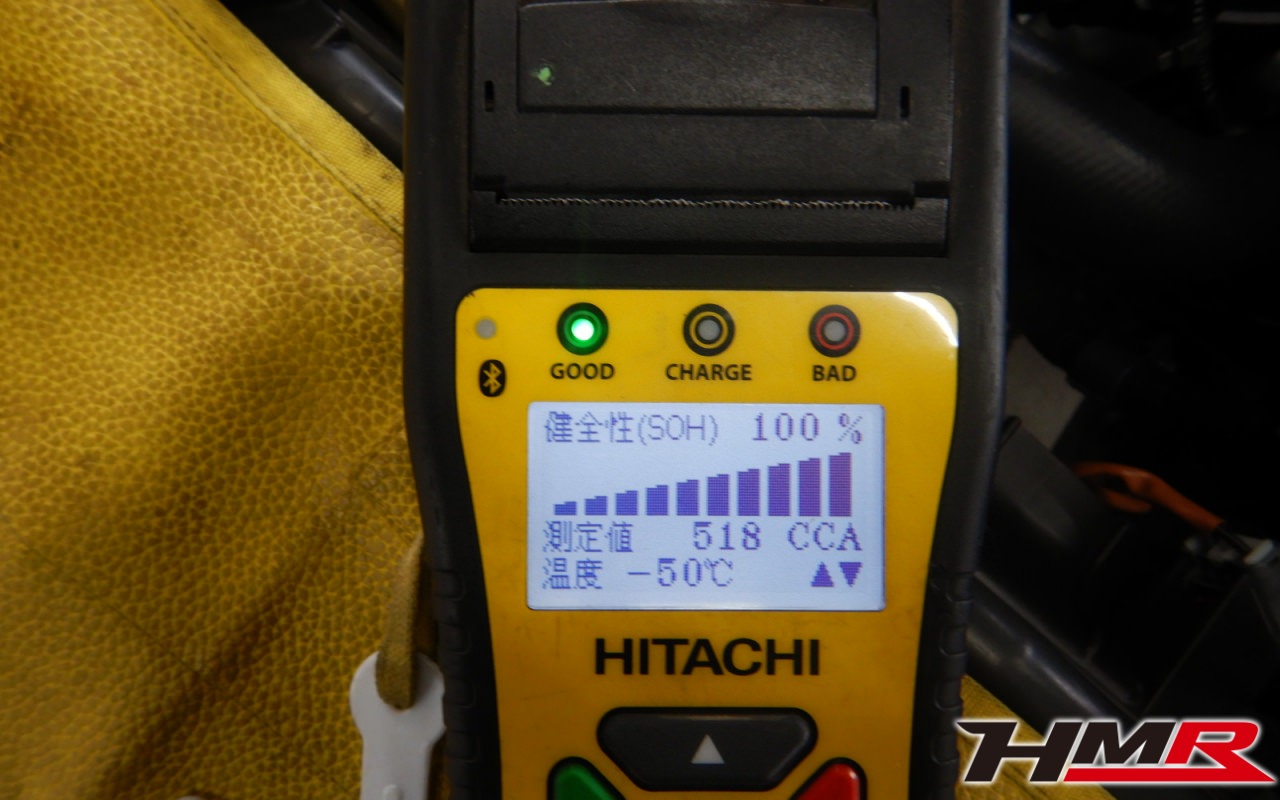 GOOD CHARGE BAD
健全性(SOH) 100 %
測定値 518 CCA
温度 -50℃ ▲▼
HITACHI
HMR